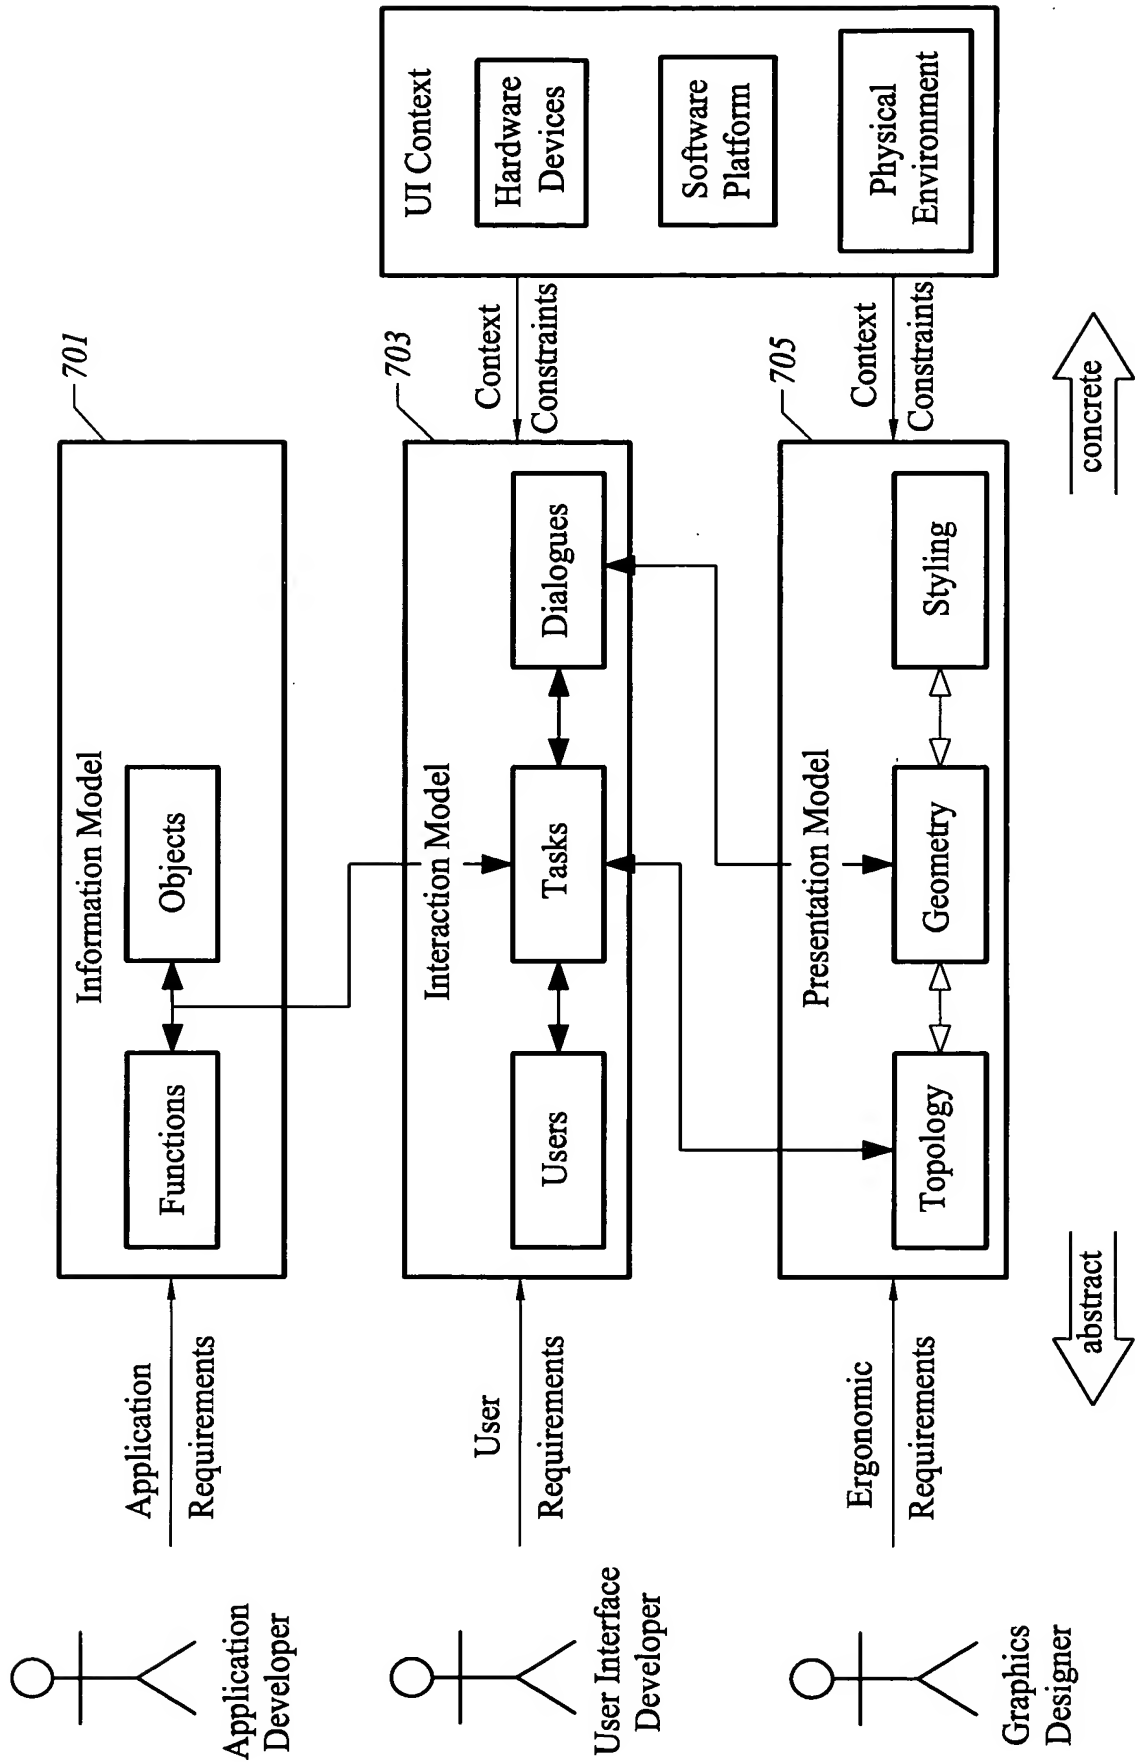 Application
Developer
Application
Requirements
701
Information Model
Functions
Objects
User Interface
Developer
User
Requirements
703
Interaction Model
Users
Tasks
Dialogues
Context
Constraints
UI Context
Hardware
Devices
Software
Platform
Physical
Environment
Graphics
Designer
Ergonomic
Requirements
705
Presentation Model
Topology
Geometry
Styling
Context
Constraints
abstract
concrete